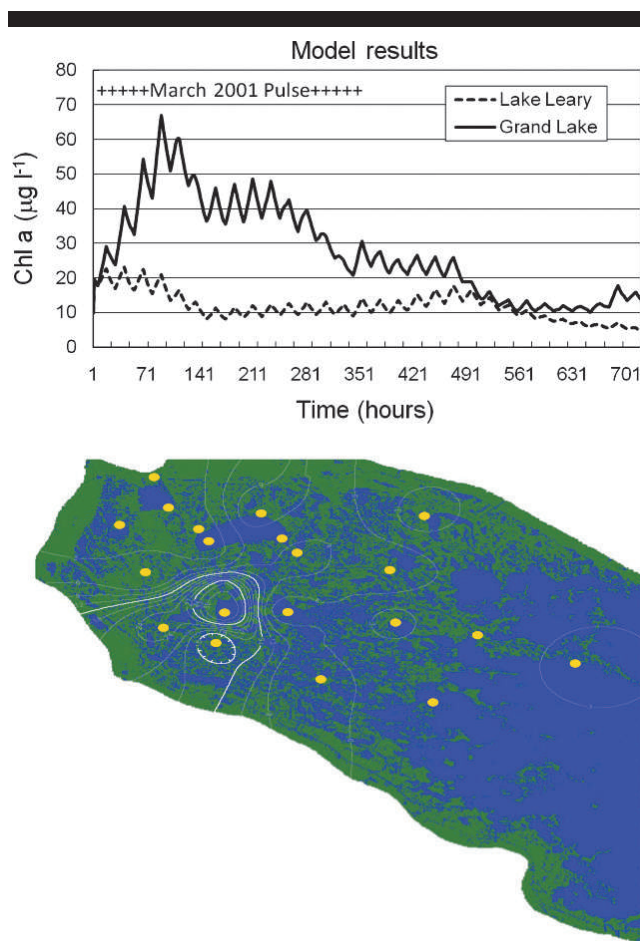 Model results
80
70
60
50
40
30
20
10
0
Chl a (µg l-1)
+++++March 2001 Pulse+++++
Lake Leary
Grand Lake
1 71 141 211 281 351 421 491 561 631 701
Time (hours)